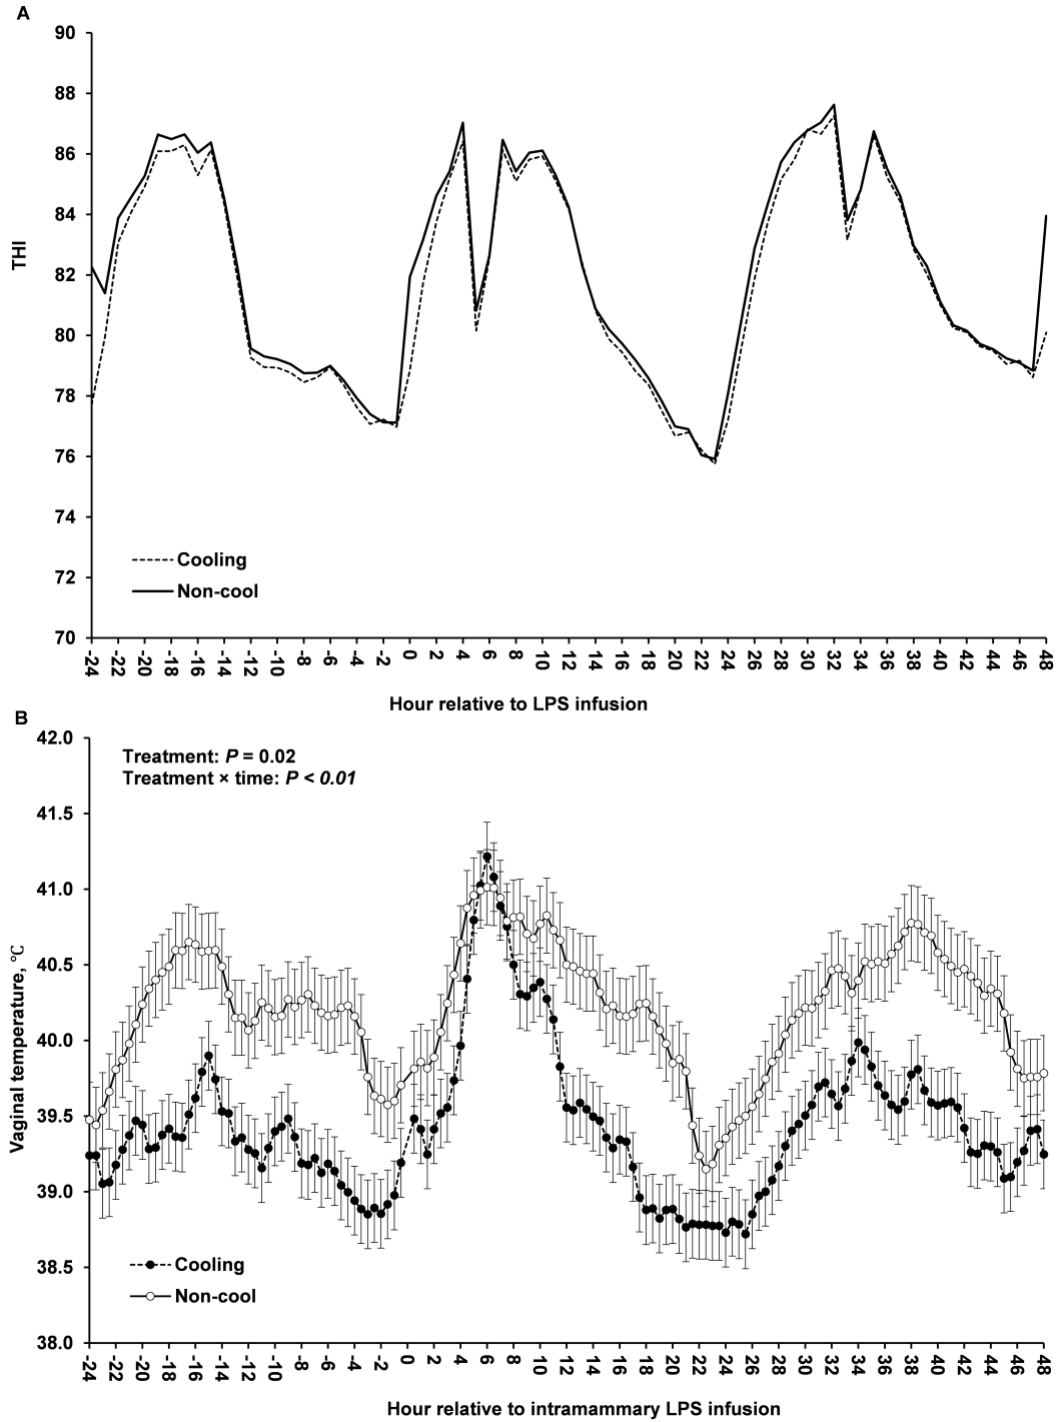 A
90
88
86
84
82
80
78
76
74
72
70
THI
Cooling
Non-cool
-24 -22 -20 -18 -16 -14 -12 -10 -8 -6 -4 -2 0 2 4 6 8 10 12 14 16 18 20 22 24 26 28 30 32 34 36 38 40 42 44 46 48
Hour relative to LPS infusion
B
42.0
41.5
41.0
40.5
40.0
39.5
39.0
38.5
38.0
Vaginal temperature, °C
Treatment: P = 0.02
Treatment × time: P < 0.01
Cooling
Non-cool
-24 -22 -20 -18 -16 -14 -12 -10 -8 -6 -4 -2 0 2 4 6 8 10 12 14 16 18 20 22 24 26 28 30 32 34 36 38 40 42 44 46 48
Hour relative to intramammary LPS infusion